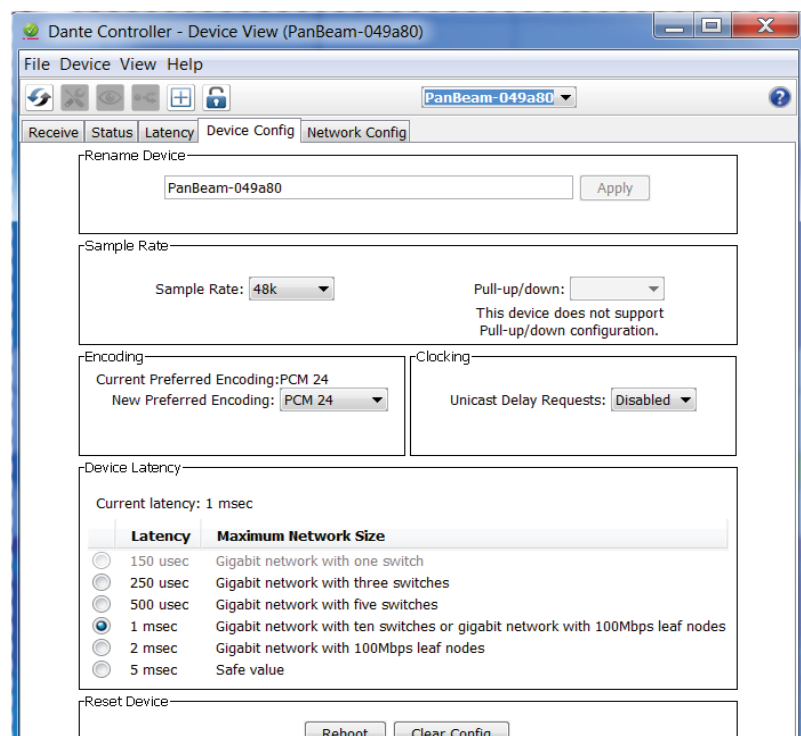 Dante Controller - Device View (PanBeam-049a80)
File Device View Help
PanBeam-049a80
Receive Status Latency Device Config Network Config
Rename Device
PanBeam-049a80 Apply
Sample Rate
Sample Rate: 48k Pull-up/down:
This device does not support
Pull-up/down configuration.
Encoding Clocking
Current Preferred Encoding:PCM 24
New Preferred Encoding: PCM 24 Unicast Delay Requests: Disabled
Device Latency
Current latency: 1 msec
Latency Maximum Network Size
150 usec Gigabit network with one switch
250 usec Gigabit network with three switches
500 usec Gigabit network with five switches
1 msec Gigabit network with ten switches or gigabit network with 100Mbps leaf nodes
2 msec Gigabit network with 100Mbps leaf nodes
5 msec Safe value
Reset Device
Reboot Clear Config